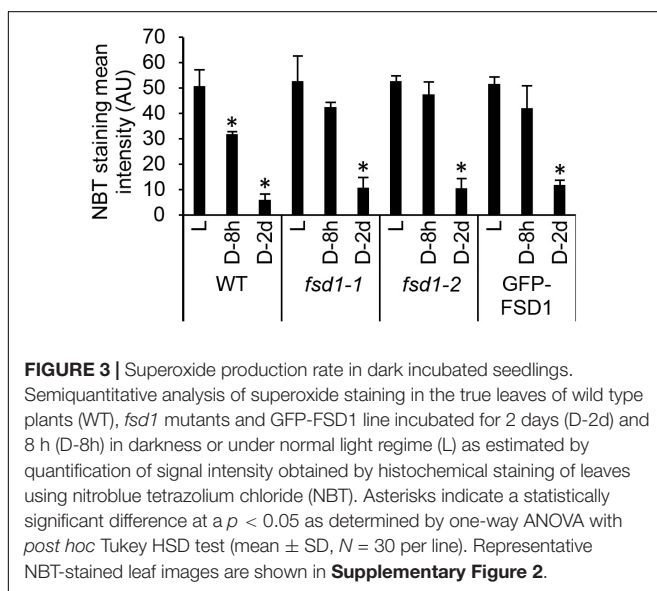 70
60
50
40
30
20
10
0
NBT staining mean
intensity (AU)
* * * * *
L D-8h D-2d L D-8h D-2d L D-8h D-2d L D-8h D-2d
WT fsd1-1 fsd1-2 GFP-
FSD1
FIGURE 3 | Superoxide production rate in dark incubated seedlings.
Semiquantitative analysis of superoxide staining in the true leaves of wild type
plants (WT), fsd1 mutants and GFP-FSD1 line incubated for 2 days (D-2d) and
8 h (D-8h) in darkness or under normal light regime (L) as estimated by
quantification of signal intensity obtained by histochemical staining of leaves
using nitroblue tetrazolium chloride (NBT). Asterisks indicate a statistically
significant difference at a p < 0.05 as determined by one-way ANOVA with
post hoc Tukey HSD test (mean ± SD, N = 30 per line). Representative
NBT-stained leaf images are shown in Supplementary Figure 2.